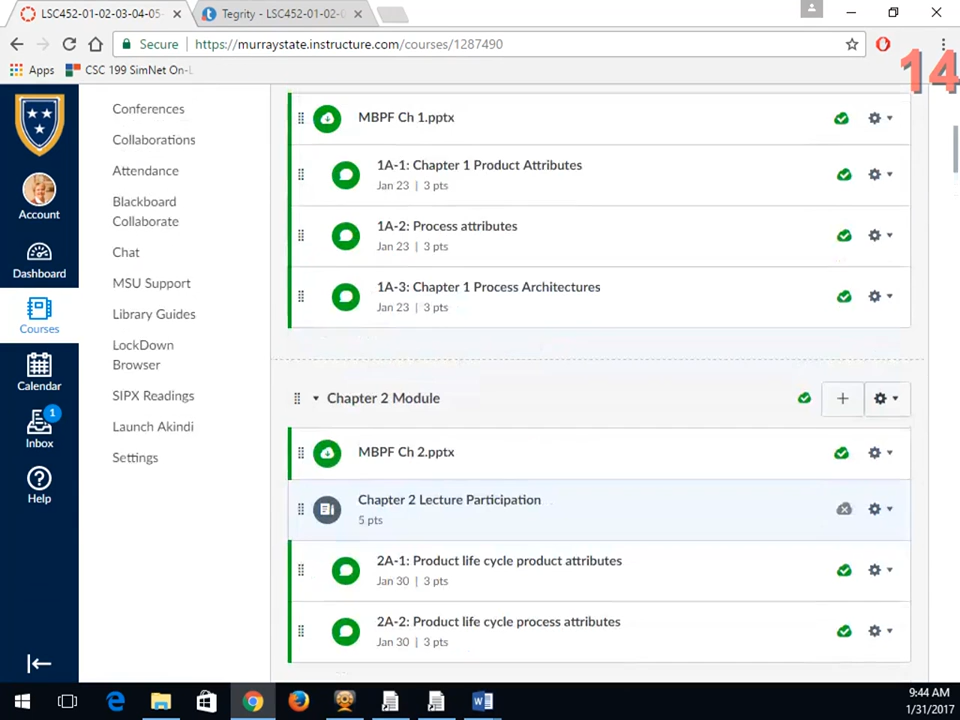 LSC452-01-02-03-04-05-
Tegrity - LSC452-01-02-0
Secure
https://murraystate.instructure.com/courses/1287490
14
Apps
CSC 199 SimNet On-L
Account
Dashboard
Courses
Calendar
1
Inbox
Help
Conferences
Collaborations
Attendance
Blackboard
Collaborate
Chat
MSU Support
Library Guides
LockDown
Browser
SIPX Readings
Launch Akindi
Settings
MBPF Ch 1.pptx
1A-1: Chapter 1 Product Attributes
Jan 23 | 3 pts
1A-2: Process attributes
Jan 23 | 3 pts
1A-3: Chapter 1 Process Architectures
Jan 23 | 3 pts
Chapter 2 Module
MBPF Ch 2.pptx
Chapter 2 Lecture Participation
5 pts
2A-1: Product life cycle product attributes
Jan 30 | 3 pts
2A-2: Product life cycle process attributes
Jan 30 | 3 pts
9:44 AM
1/31/2017